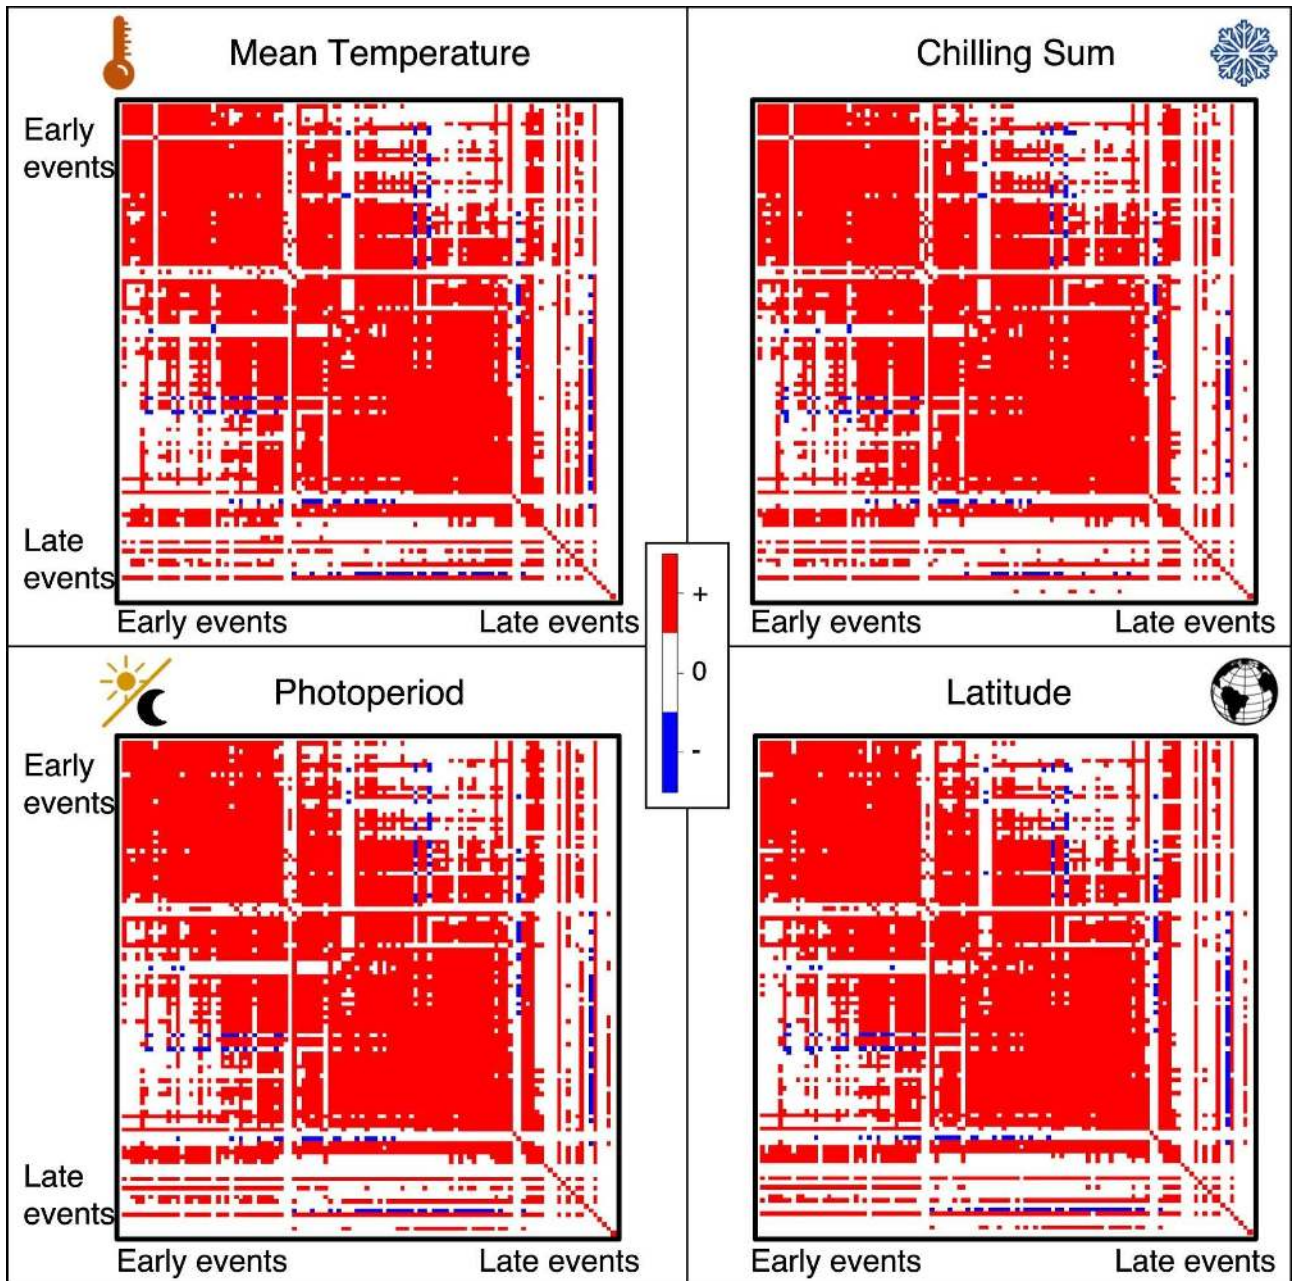 Mean Temperature
Chilling Sum
Early
events
Late
events
Early events
Late events
Early events
Late events
+
0
-
Photoperiod
Latitude
Early
events
Late
events
Early events
Late events
Early events
Late events